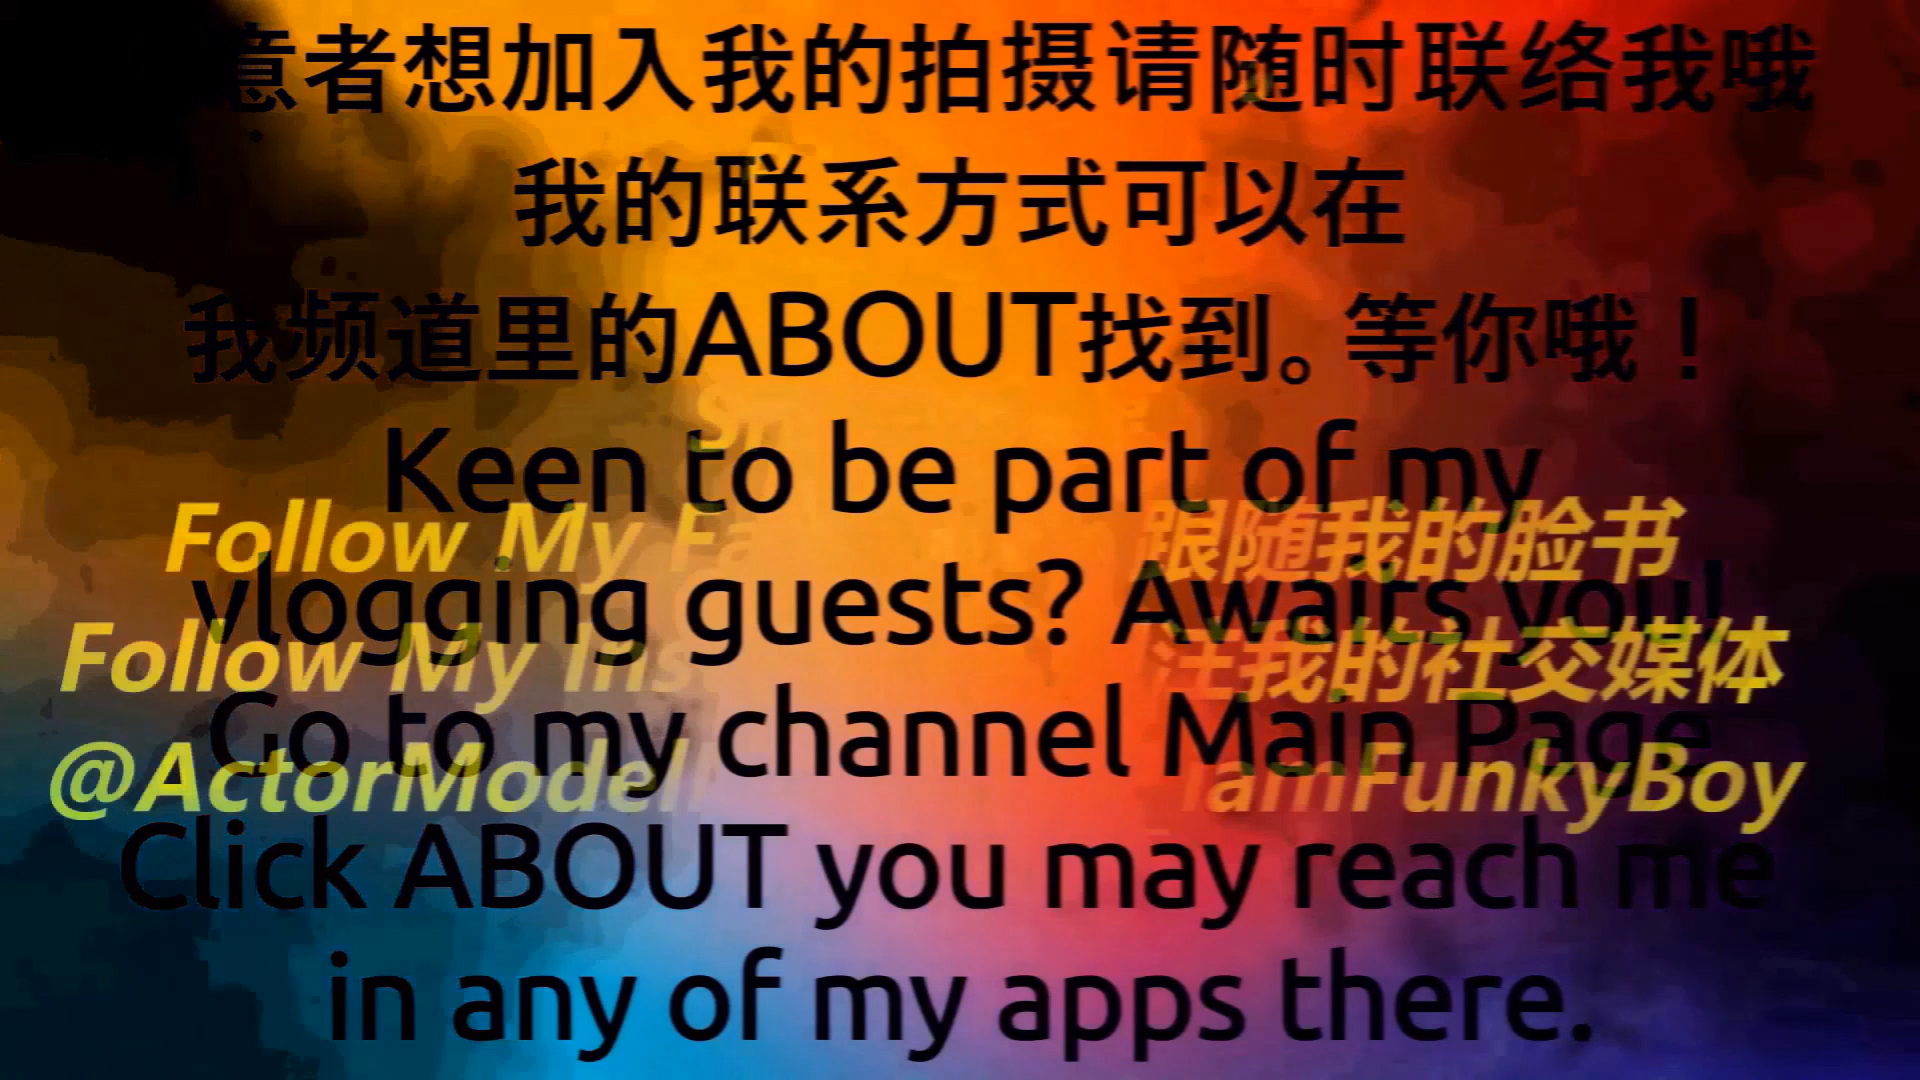 意者想加入我的拍摄请随时联络我哦
我的联系方式可以在
我频道里的ABOUT找到。等你哦！
Keen to be part of my
vlogging guests? Awaits you!
Go to my channel Main Page
Click ABOUT you may reach me
in any of my apps there.
Follow My
Follow My
@ActorModel
跟随我的脸书
注我的社交媒体
iamFunkyBoy